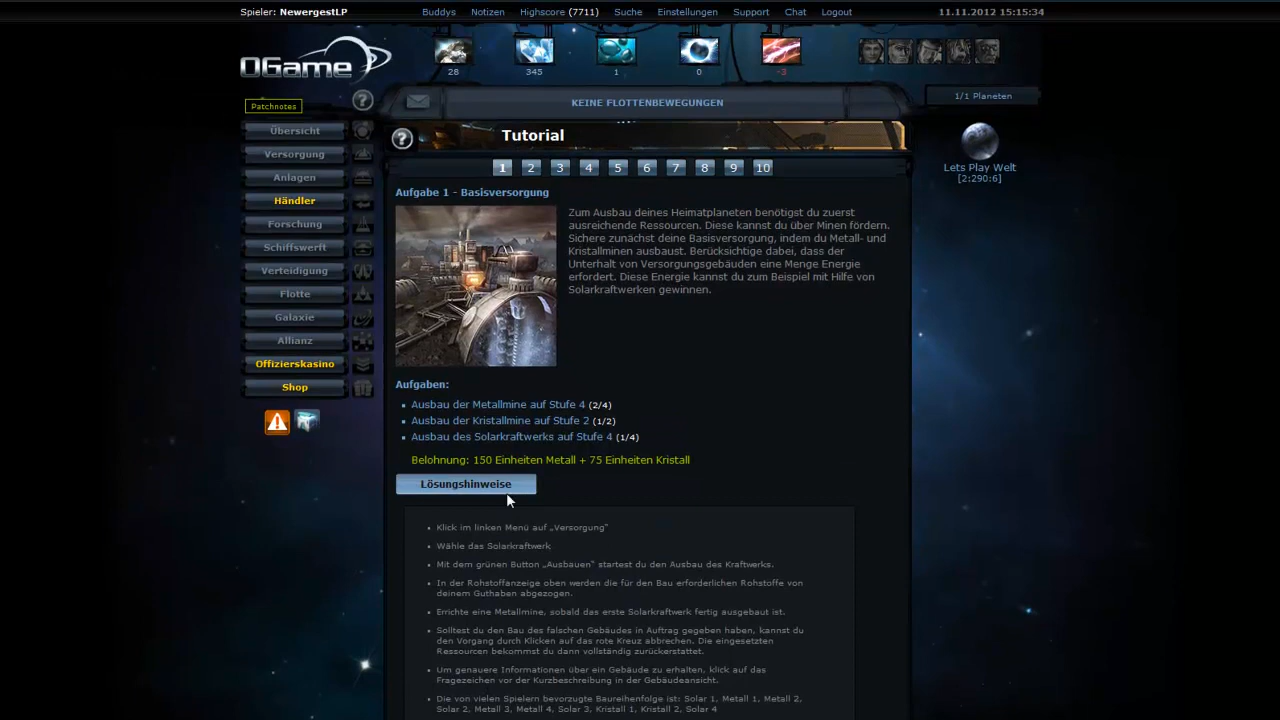 Spieler: NewergestLP Buddys Notizen Highscore (7711) Suche Einstellungen Support Chat Logout 11.11.2012 15:15:34
OGame
28 345 1 0 -3
Patchnotes
?
KEINE FLOTTENBEWEGUNGEN
1/1 Planeten
Übersicht
Versorgung
Anlagen
Händler
Forschung
Schiffswerft
Verteidigung
Flotte
Galaxie
Allianz
Offizierskasino
Shop
? Tutorial
1 2 3 4 5 6 7 8 9 10
Lets Play Welt
[2:290:6]
Aufgabe 1 - Basisversorgung
Zum Ausbau deines Heimatplaneten benötigst du zuerst
ausreichende Ressourcen. Diese kannst du über Minen fördern.
Sichere zunächst deine Basisversorgung, indem du Metall- und
Kristallminen ausbaust. Berücksichtige dabei, dass der
Unterhalt von Versorgungsgebäuden eine Menge Energie
erfordert. Diese Energie kannst du zum Beispiel mit Hilfe von
Solarkraftwerken gewinnen.
Aufgaben:
Ausbau der Metallmine auf Stufe 4 (2/4)
Ausbau der Kristallmine auf Stufe 2 (1/2)
Ausbau des Solarkraftwerks auf Stufe 4 (1/4)
Belohnung: 150 Einheiten Metall + 75 Einheiten Kristall
Lösungshinweise
Klick im linken Menü auf „Versorgung"
Wähle das Solarkraftwerk
Mit dem grünen Button „Ausbauen" startest du den Ausbau des Kraftwerks.
In der Rohstoffanzeige oben werden die für den Bau erforderlichen Rohstoffe von
deinem Guthaben abgezogen.
Errichte eine Metallmine, sobald das erste Solarkraftwerk fertig ausgebaut ist.
Solltest du den Bau des falschen Gebäudes in Auftrag gegeben haben, kannst du
den Vorgang durch Klicken auf das rote Kreuz abbrechen. Die eingesetzten
Ressourcen bekommst du dann vollständig zurückerstattet.
Um genauere Informationen über ein Gebäude zu erhalten, klick auf das
Fragezeichen vor der Kurzbeschreibung in der Gebäudeansicht.
Die von vielen Spielern bevorzugte Baureihenfolge ist: Solar 1, Metall 1, Metall 2,
Solar 2, Metall 3, Metall 4, Solar 3, Kristall 1, Kristall 2, Solar 4